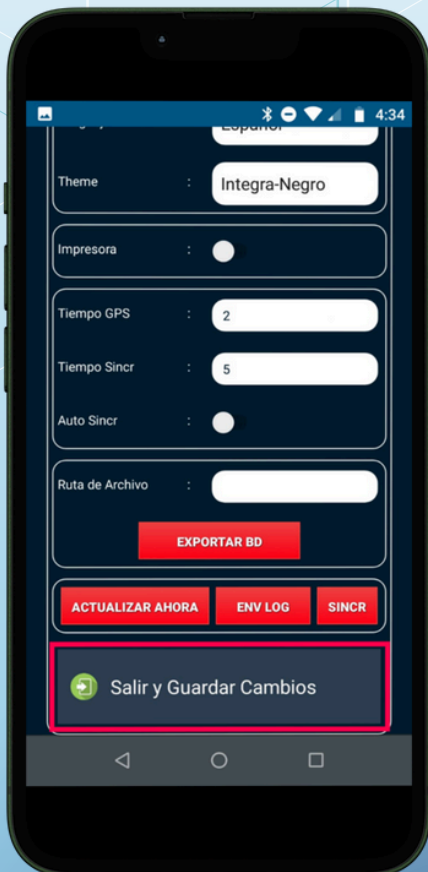 4:34
Español
Theme : Integra-Negro
Impresora :
Tiempo GPS : 2
Tiempo Sincr : 5
Auto Sincr :
Ruta de Archivo :
EXPORTAR BD
ACTUALIZAR AHORA ENV LOG SINCR
Salir y Guardar Cambios